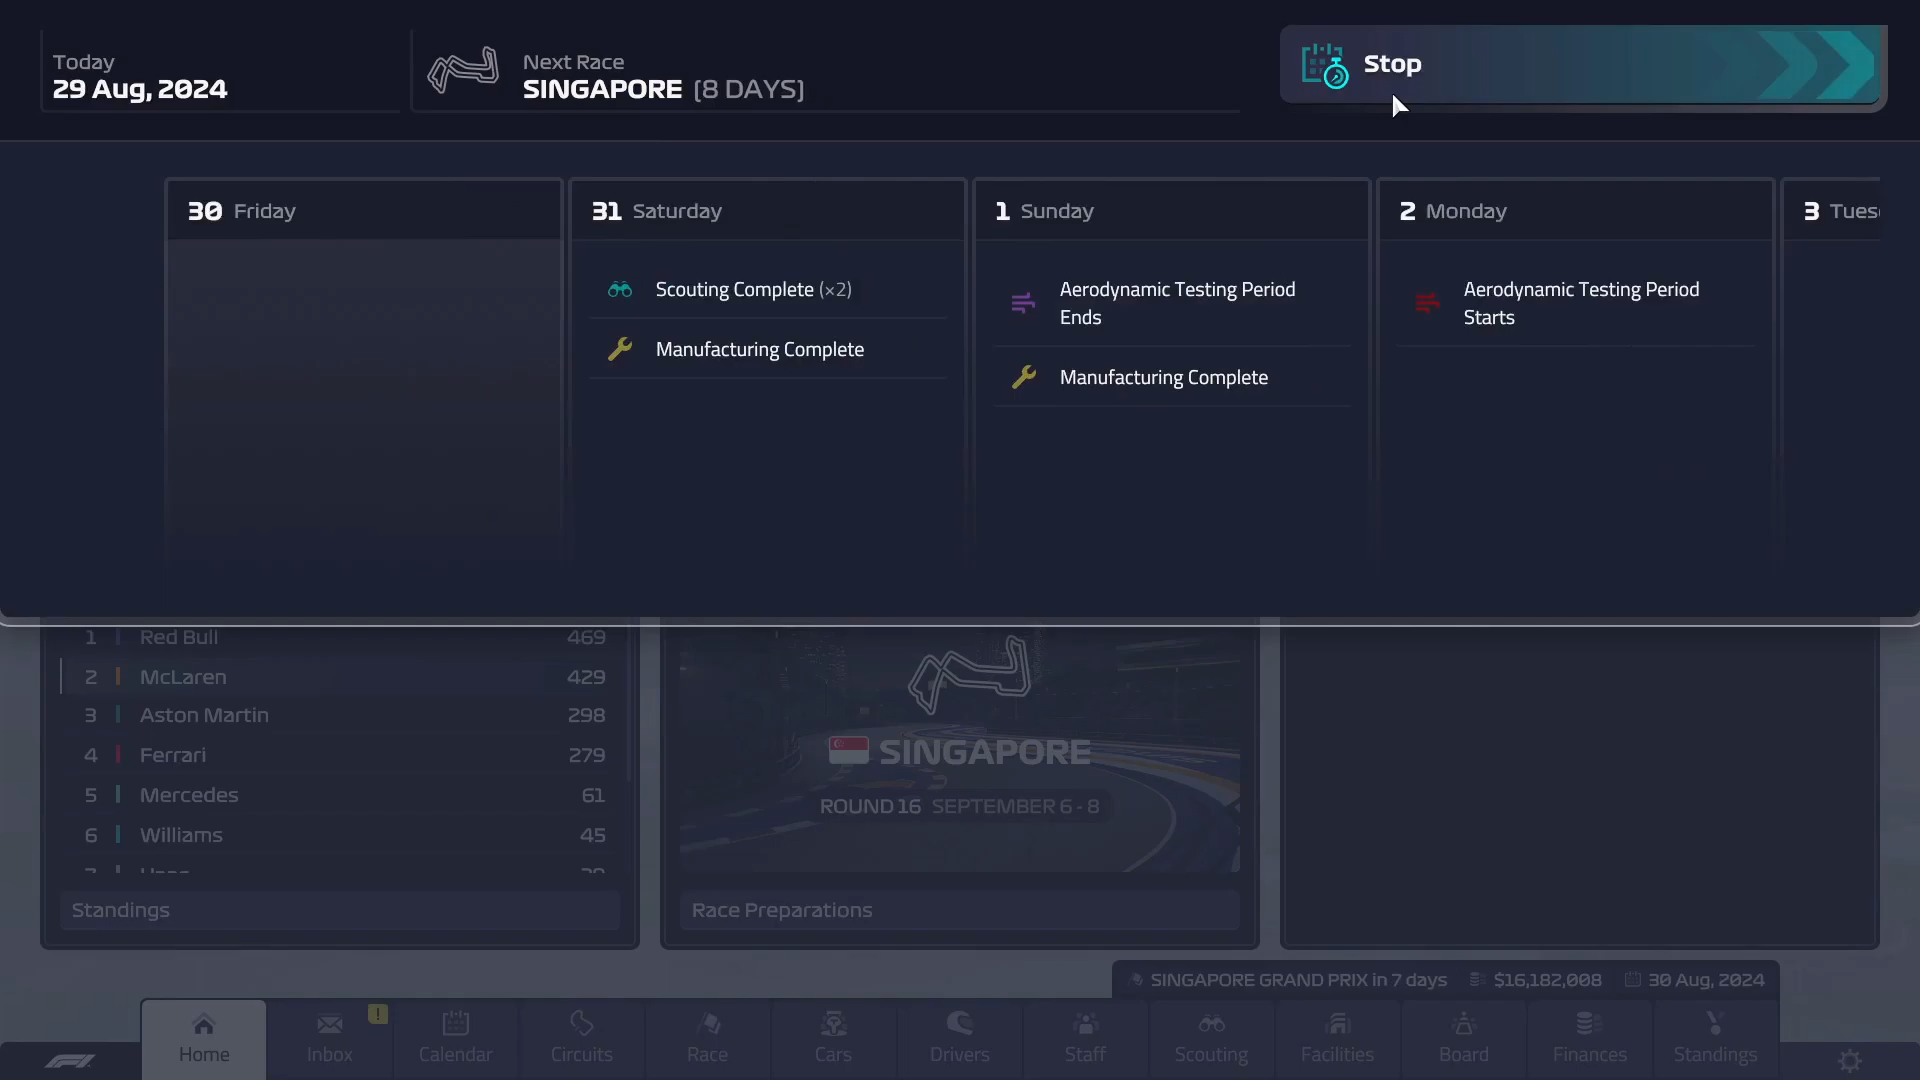 Today
29 Aug, 2024
Next Race
SINGAPORE [8 DAYS]
Stop
30 Friday
31 Saturday
Scouting Complete (×2)
Manufacturing Complete
1 Sunday
Aerodynamic Testing Period
Ends
Manufacturing Complete
2 Monday
Aerodynamic Testing Period
Starts
3
1 Red Bull 469
2 McLaren 429
3 Aston Martin 298
4 Ferrari 279
5 Mercedes 61
6 Williams 45
Standings
SINGAPORE
ROUND 16 SEPTEMBER 6 - 8
Race Preparations
SINGAPORE GRAND PRIX in 7 days $16,182,008 30 Aug, 2024
Home
Inbox
!
Calendar
Circuits
Race
Cars
Drivers
Staff
Scouting
Facilities
Board
Finances
Standings